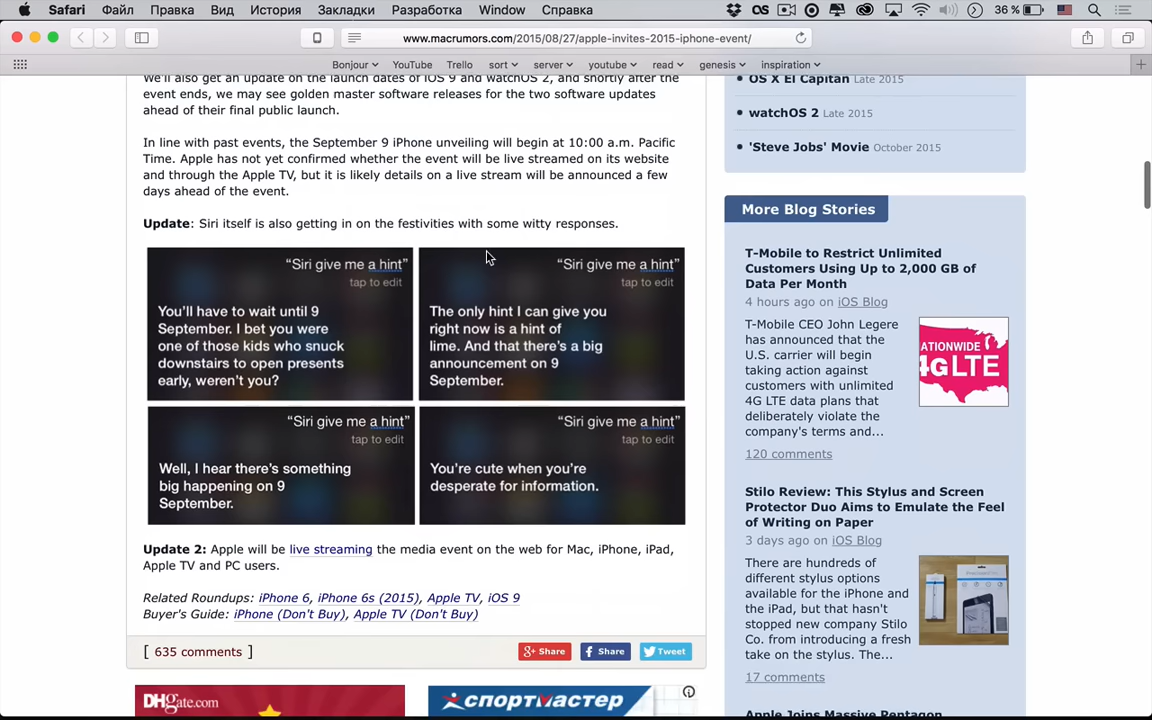 Safari Файл Правка Вид История Закладки Разработка Window Справка 36 %
www.macrumors.com/2015/08/27/apple-invites-2015-iphone-event/
Bonjour YouTube Trello sort server youtube read genesis inspiration
We'll also get an update on the launch dates of iOS 9 and watchOS 2, and shortly after the
event ends, we may see golden master software releases for the two software updates
ahead of their final public launch.
In line with past events, the September 9 iPhone unveiling will begin at 10:00 a.m. Pacific
Time. Apple has not yet confirmed whether the event will be live streamed on its website
and through the Apple TV, but it is likely details on a live stream will be announced a few
days ahead of the event.
Update: Siri itself is also getting in on the festivities with some witty responses.
“Siri give me a hint”
tap to edit
You'll have to wait until 9
September. I bet you were
one of those kids who snuck
downstairs to open presents
early, weren't you?
“Siri give me a hint”
tap to edit
The only hint I can give you
right now is a hint of
lime. And that there's a big
announcement on 9
September.
“Siri give me a hint”
tap to edit
Well, I hear there's something
big happening on 9
September.
“Siri give me a hint”
tap to edit
You're cute when you're
desperate for information.
Update 2: Apple will be live streaming the media event on the web for Mac, iPhone, iPad,
Apple TV and PC users.
Related Roundups: iPhone 6, iPhone 6s (2015), Apple TV, iOS 9
Buyer's Guide: iPhone (Don't Buy), Apple TV (Don't Buy)
[ 635 comments ]
g+ Share
f Share
Tweet
DHgate.com
спортмастер
OS X El Capitan Late 2015
watchOS 2 Late 2015
'Steve Jobs' Movie October 2015
More Blog Stories
T-Mobile to Restrict Unlimited
Customers Using Up to 2,000 GB of
Data Per Month
4 hours ago on iOS Blog
T-Mobile CEO John Legere
has announced that the
U.S. carrier will begin
taking action against
customers with unlimited
4G LTE data plans that
deliberately violate the
company's terms and...
NATIONWIDE
4G LTE
120 comments
Stilo Review: This Stylus and Screen
Protector Duo Aims to Emulate the Feel
of Writing on Paper
3 days ago on iOS Blog
There are hundreds of
different stylus options
available for the iPhone and
the iPad, but that hasn't
stopped new company Stilo
Co. from introducing a fresh
take on the stylus. The...
17 comments
Apple Joins Massive Pentagon